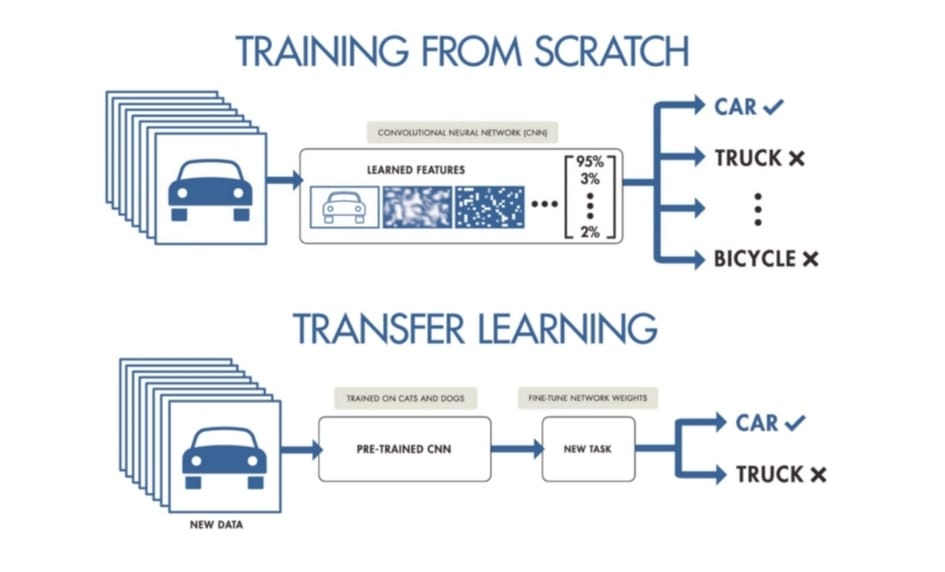 TRAINING FROM SCRATCH
CONVOLUTIONAL NEURAL NETWORK (CNN)
LEARNED FEATURES
95%
3%
2%
CAR ✓
TRUCK ✕
BICYCLE ✕
TRANSFER LEARNING
TRAINED ON CATS AND DOGS
FINE-TUNE NETWORK WEIGHTS
PRE-TRAINED CNN
NEW TASK
CAR ✓
TRUCK ✕
NEW DATA